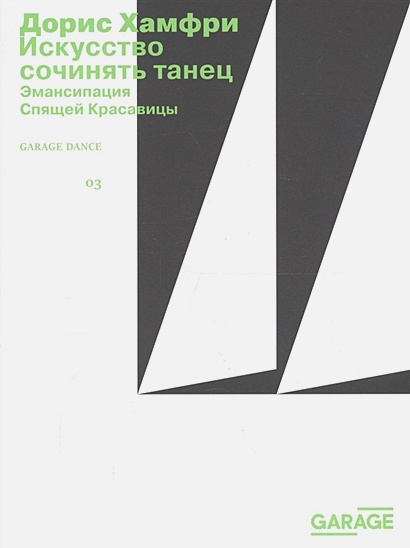 Дорис Хамфри
Искусство
сочинять танец
Эмансипация
Спящей Красавицы
GARAGE DANCE
03
GARAGE